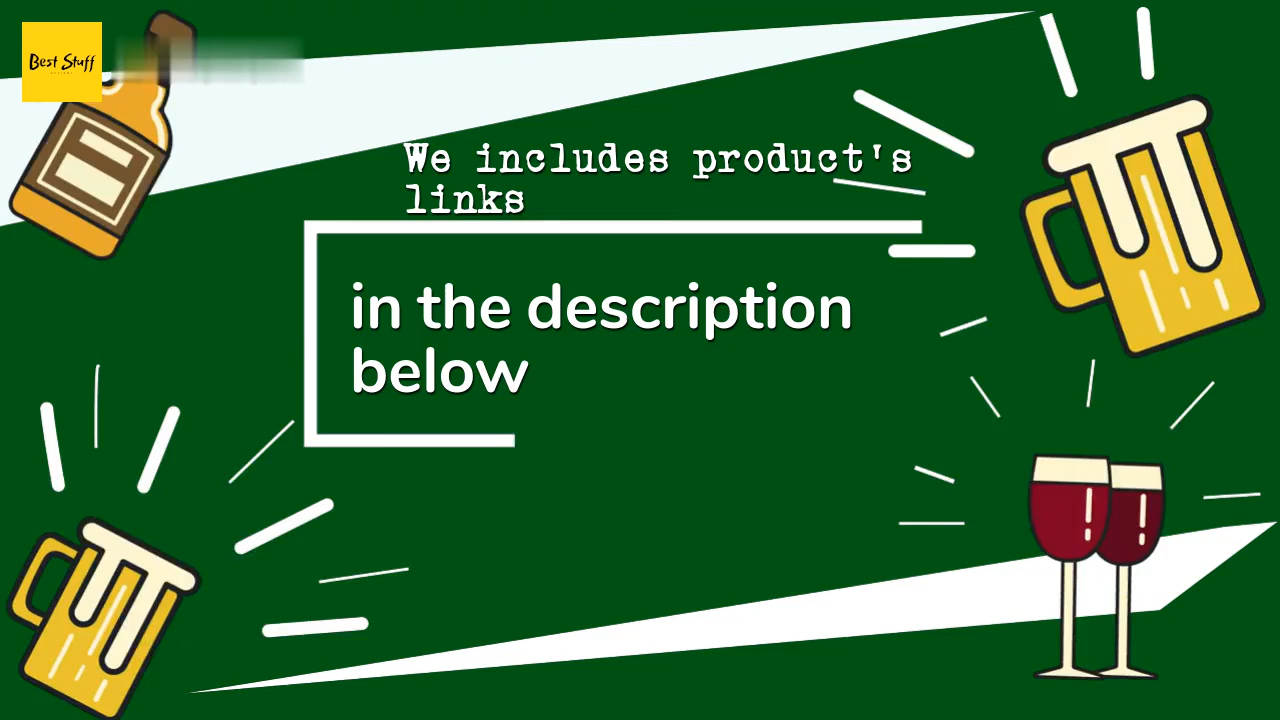 Best Stuff
We includes product's
links
in the description
below